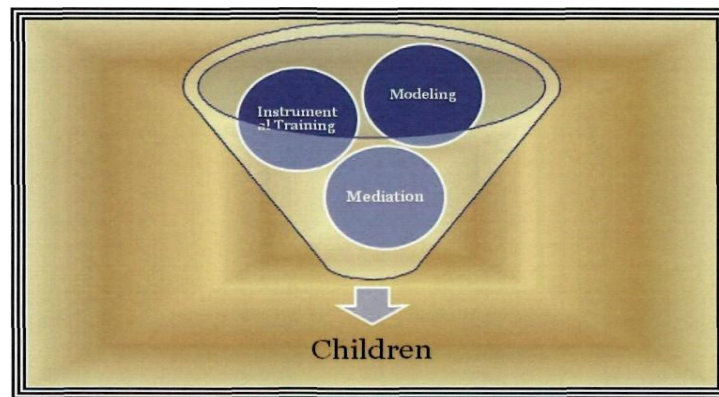 Modeling
Instrument
al Training
Mediation
Children